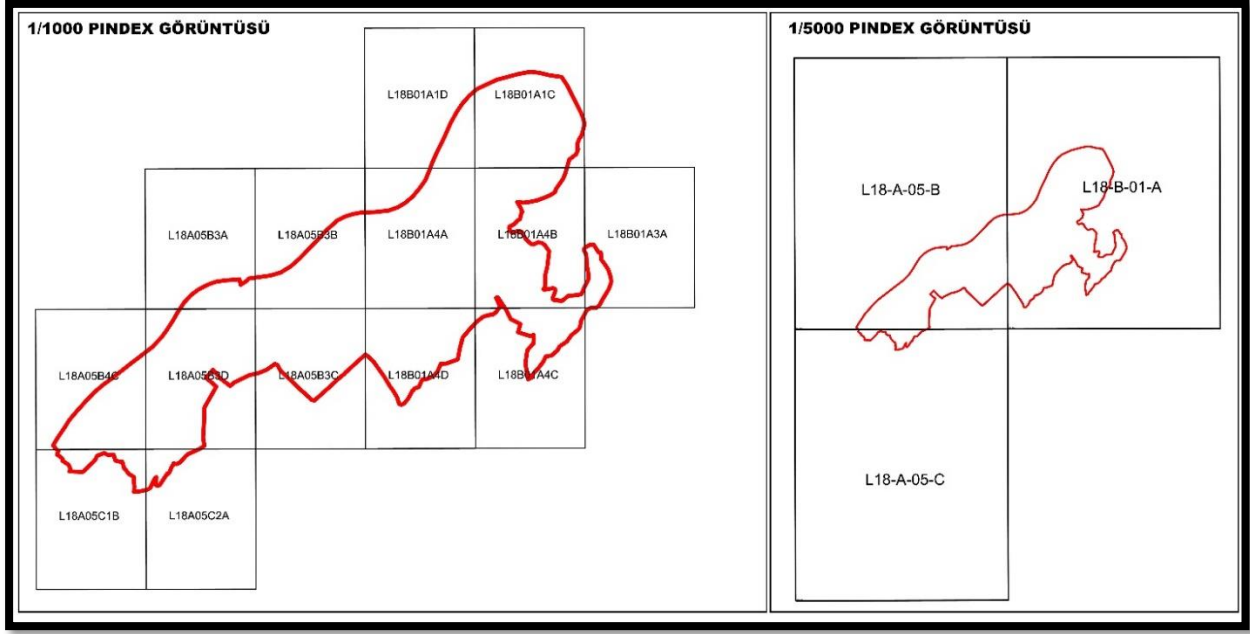 1/1000 PINDEX GÖRÜNTÜSÜ
L18B01A1D
L18B01A1C
L18A05B3A
L18A05B3B
L18B01A4A
L18B01A4B
L18B01A3A
L18A05B4C
L18A05B3D
L18A05B3C
L18B01A4D
L18B01A4C
L18A05C1B
L18A05C2A
1/5000 PINDEX GÖRÜNTÜSÜ
L18-A-05-B
L18-B-01-A
L18-A-05-C